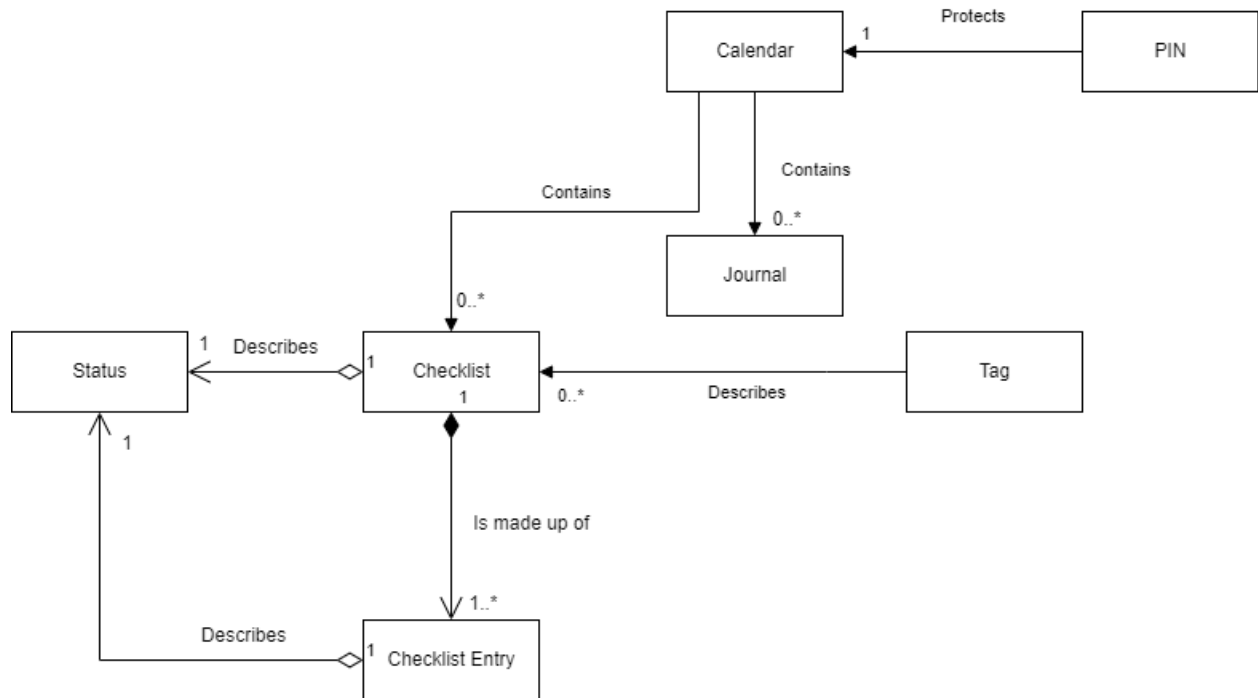 Protects
1
Calendar
PIN
Contains
Contains
0..*
Journal
0..*
1
Describes
1
Status
Checklist
Tag
1
0..*
Describes
1
Is made up of
1..*
Describes
1
Checklist Entry